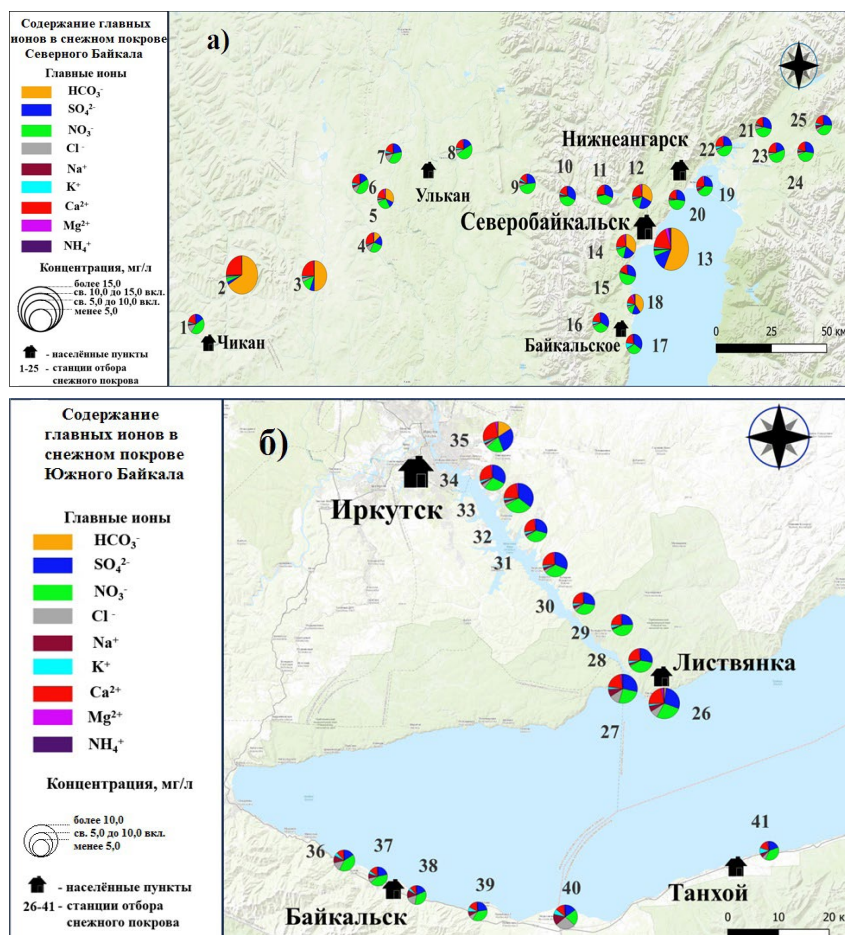 Содержание главных
ионов в снежном покрове
Северного Байкала
Главные ионы
HCO₃⁻
SO₄²⁻
NO₃⁻
Cl⁻
Na⁺
K⁺
Ca²⁺
Mg²⁺
NH₄⁺
Концентрация, мг/л
более 15,0
св. 10,0 до 15,0 вкл.
св. 5,0 до 10,0 вкл.
менее 5,0
- населённые пункты
1-25 - станции отбора
снежного покрова
а)
25
21
Нижнеангарск
22
23
24
8
7
Улькан
6
5
9
10
11
12
19
20
Северобайкальск
4
14
13
2
3
15
18
1
Чикан
16
Байкальское
17
0 25 50 км
Содержание
главных ионов в
снежном покрове
Южного Байкала
Главные ионы
HCO₃⁻
SO₄²⁻
NO₃⁻
Cl⁻
Na⁺
K⁺
Ca²⁺
Mg²⁺
NH₄⁺
Концентрация, мг/л
более 10,0
св. 5,0 до 10,0 вкл.
менее 5,0
- населённые пункты
26-41 - станции отбора
снежного покрова
б)
35
34
Иркутск
33
32
31
30
29
28
Листвянка
27
26
36
37
38
Байкальск
39
40
41
Танхой
0 10 20 км